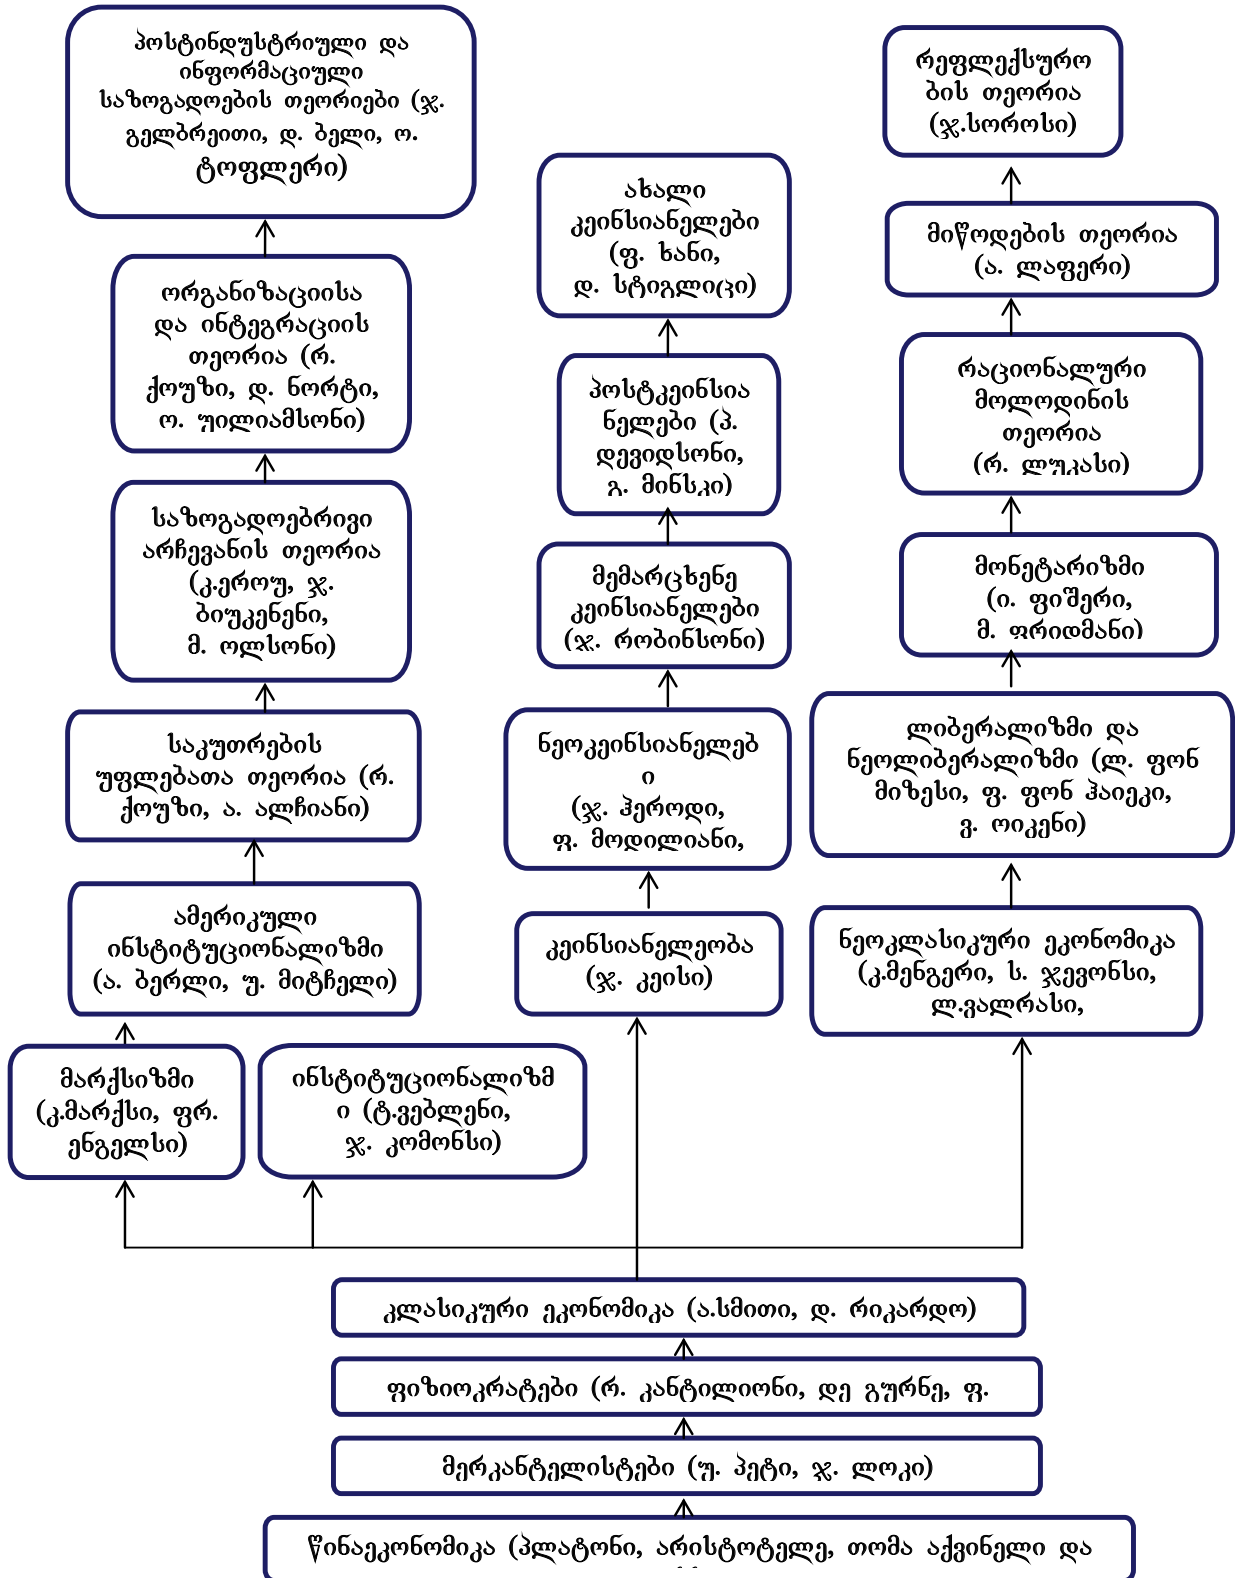 პოსტინდუსტრიული და
ინფორმაციული
საზოგადოების თეორიები (ჯ.
გელბრეითი, დ. ბელი, ო.
ტოფლერი)
ორგანიზაციისა
და ინტეგრაციის
თეორია (რ.
ქოუზი, დ. ნორტი,
ო. უილიამსონი)
საზოგადოებრივი
არჩევანის თეორია
(კ.ეროუ, ჯ.
ბიუკენენი,
მ. ოლსონი)
საკუთრების
უფლებათა თეორია (რ.
ქოუზი, ა. ალჩიანი)
ამერიკული
ინსტიტუციონალიზმი
(ა. ბერლი, უ. მიტჩელი)
მარქსიზმი
(კ.მარქსი, ფრ.
ენგელსი)
ინსტიტუციონალიზმ
ი (ტ.ვებლენი,
ჯ. კომონსი)
ახალი
კეინსიანელები
(ფ. ხანი,
დ. სტიგლიცი)
პოსტკეინსია
ნელები (პ.
დევიდსონი,
გ. მინსკი)
მემარცხენე
კეინსიანელები
(ჯ. რობინსონი)
ნეოკეინსიანელებ
ი
(ჯ. ჰეროდი,
ფ. მოდილიანი,
კეინსიანელეობა
(ჯ. კეისი)
რეფლექსურო
ბის თეორია
(ჯ.სოროსი)
მიწოდების თეორია
(ა. ლაფერი)
რაციონალური
მოლოდინის
თეორია
(რ. ლუკასი)
მონეტარიზმი
(ი. ფიშერი,
მ. ფრიდმანი)
ლიბერალიზმი და
ნეოლიბერალიზმი (ლ. ფონ
მიზესი, ფ. ფონ ჰაიეკი,
ვ. ოიკენი)
ნეოკლასიკური ეკონომიკა
(კ.მენგერი, ს. ჯევონსი,
ლ.ვალრასი,
კლასიკური ეკონომიკა (ა.სმითი, დ. რიკარდო)
ფიზიოკრატები (რ. კანტილიონი, დე გურნე, ფ.
მერკანტელისტები (უ. პეტი, ჯ. ლოკი)
წინაეკონომიკა (პლატონი, არისტოტელე, თომა აქვინელი და